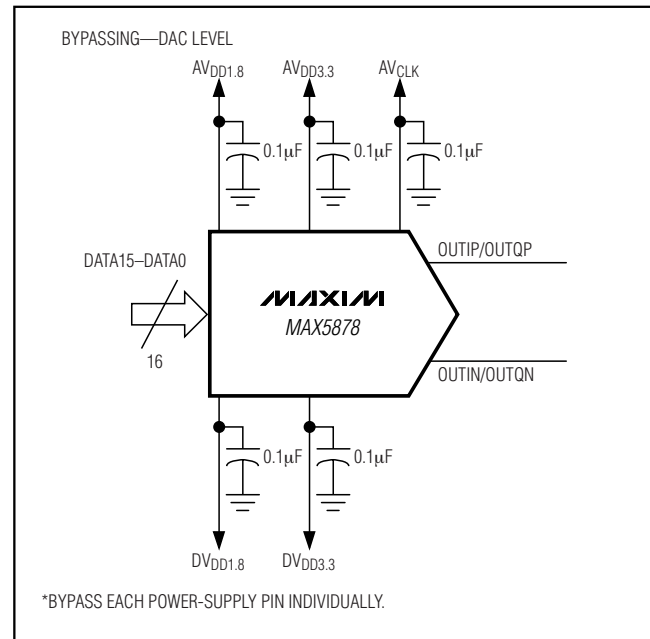 BYPASSING—DAC LEVEL
AVDD1.8 AVDD3.3 AVCLK
0.1µF 0.1µF 0.1µF
DATA15–DATA0
16
MAXIM
MAX5878
OUTIP/OUTQP
OUTIN/OUTQN
0.1µF 0.1µF
DVDD1.8 DVDD3.3
*BYPASS EACH POWER-SUPPLY PIN INDIVIDUALLY.